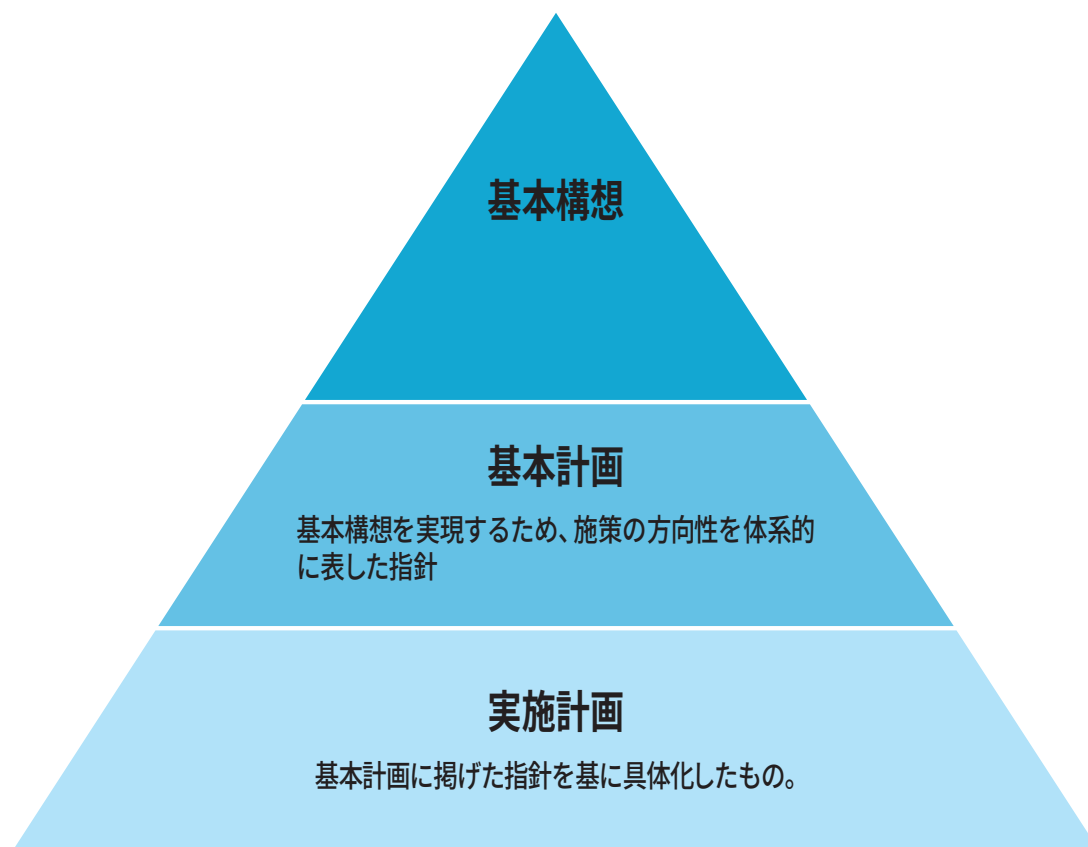 基本構想
基本計画
基本構想を実現するため、施策の方向性を体系的
に表した指針
実施計画
基本計画に掲げた指針を基に具体化したもの。